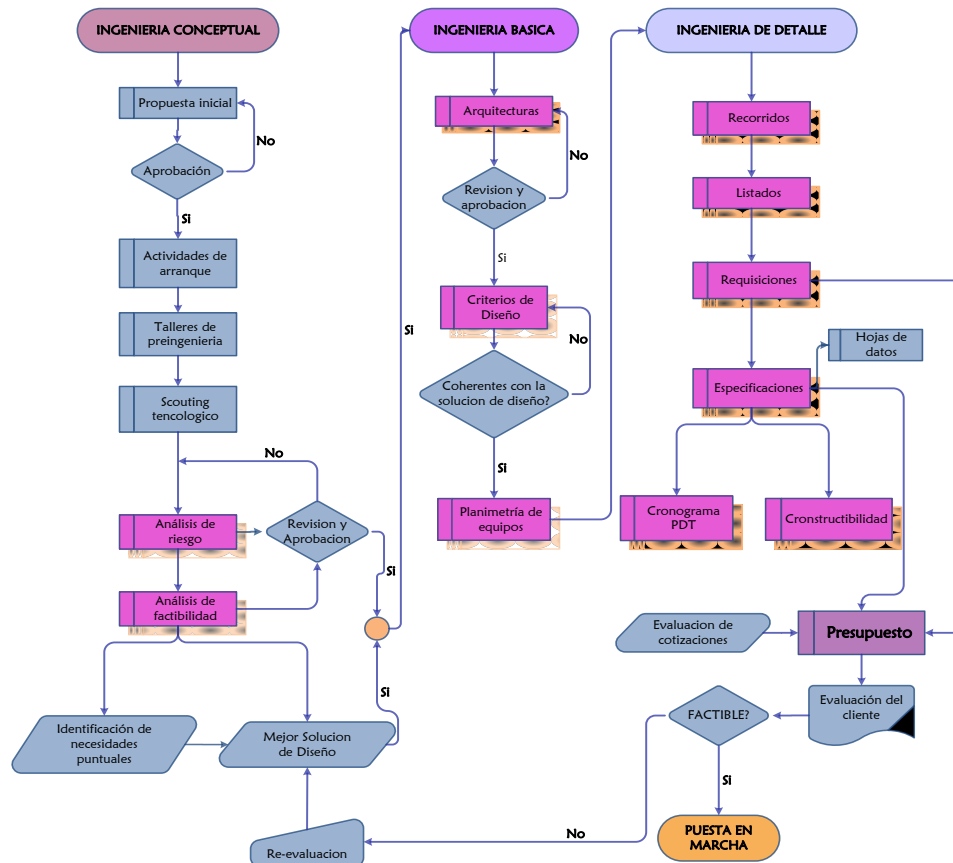 INGENIERIA CONCEPTUAL
Propuesta inicial
No
Aprobación
Si
Actividades de
arranque
Talleres de
preingenieria
Scouting
tencologico
No
Análisis de
riesgo
Revision y
Aprobacion
Si
Análisis de
factibilidad
Si
Identificación de
necesidades
puntuales
Mejor Solucion
de Diseño
Re-evaluacion
Si
INGENIERIA BASICA
Arquitecturas
No
Revision y
aprobacion
Si
Criterios de
Diseño
No
Coherentes con la
solucion de diseño?
Si
Planimetría de
equipos
INGENIERIA DE DETALLE
Recorridos
Listados
Requisiciones
Hojas de
datos
Especificaciones
Cronograma
PDT
Cronstructibilidad
Evaluacion de
cotizaciones
Presupuesto
Evaluación del
cliente
FACTIBLE?
Si
No
PUESTA EN
MARCHA